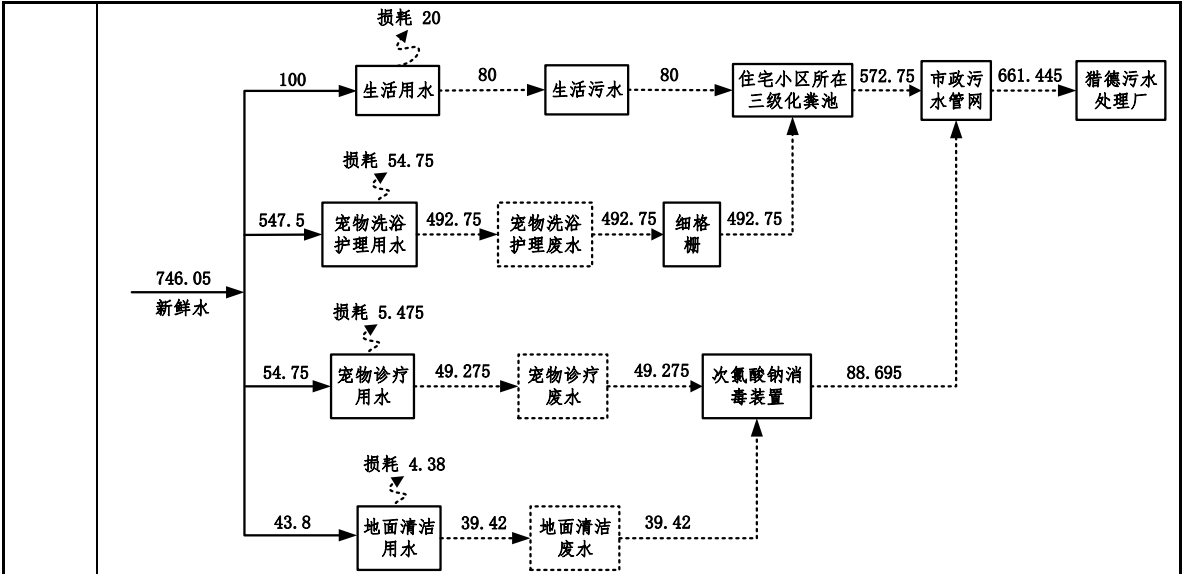 损耗 20
100
生活用水
80
生活污水
80
住宅小区所在
三级化粪池
572.75
市政污
水管网
661.445
猎德污水
处理厂
损耗 54.75
547.5
宠物洗浴
护理用水
492.75
宠物洗浴
护理废水
492.75
细格
栅
492.75
746.05
新鲜水
损耗 5.475
54.75
宠物诊疗
用水
49.275
宠物诊疗
废水
49.275
次氯酸钠消
毒装置
88.695
损耗 4.38
43.8
地面清洁
用水
39.42
地面清洁
废水
39.42